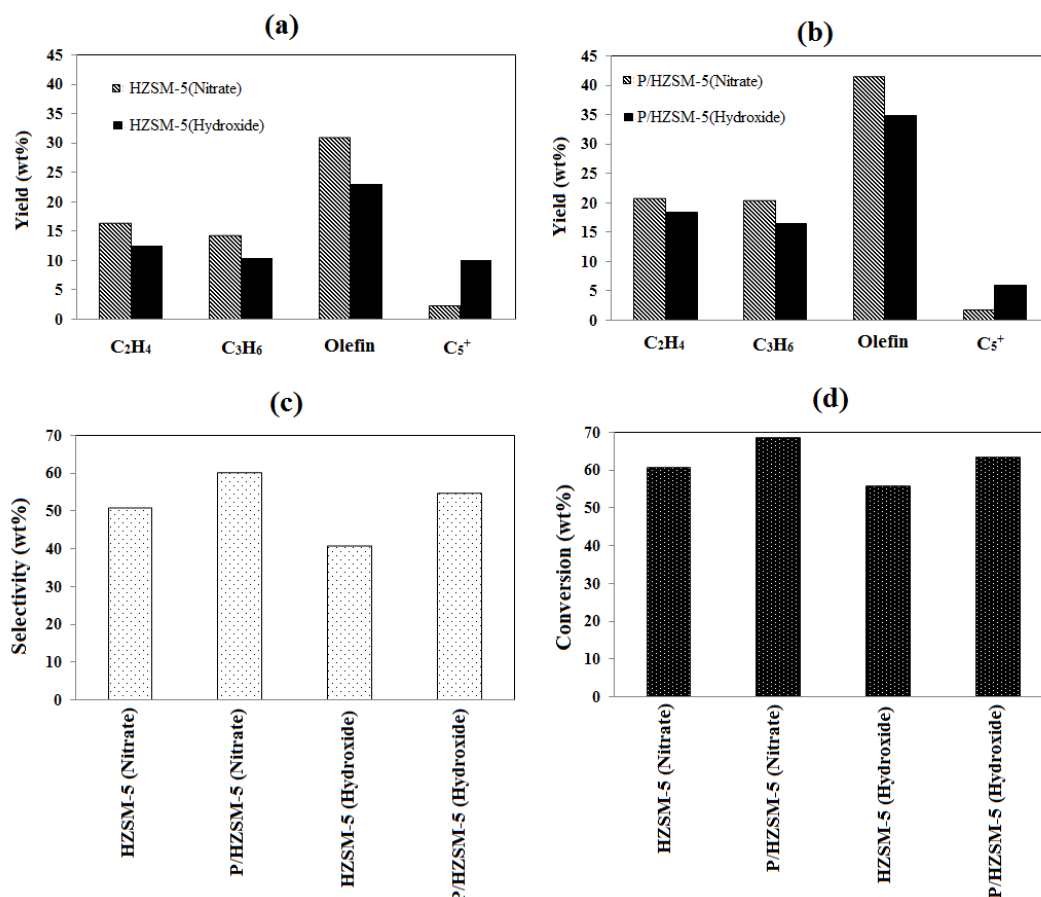 (a)
45
40
35
30
25
20
15
10
5
0
Yield (wt%)
HZSM-5(Nitrate)
HZSM-5(Hydroxide)
C₂H₄
C₃H₆
Olefin
C₅⁺
(b)
45
40
35
30
25
20
15
10
5
0
Yield (wt%)
P/HZSM-5(Nitrate)
P/HZSM-5(Hydroxide)
C₂H₄
C₃H₆
Olefin
C₅⁺
(c)
70
60
50
40
30
20
10
0
Selectivity (wt%)
HZSM-5 (Nitrate)
P/HZSM-5 (Nitrate)
HZSM-5 (Hydroxide)
P/HZSM-5 (Hydroxide)
(d)
70
60
50
40
30
20
10
0
Conversion (wt%)
HZSM-5 (Nitrate)
P/HZSM-5 (Nitrate)
HZSM-5 (Hydroxide)
P/HZSM-5 (Hydroxide)